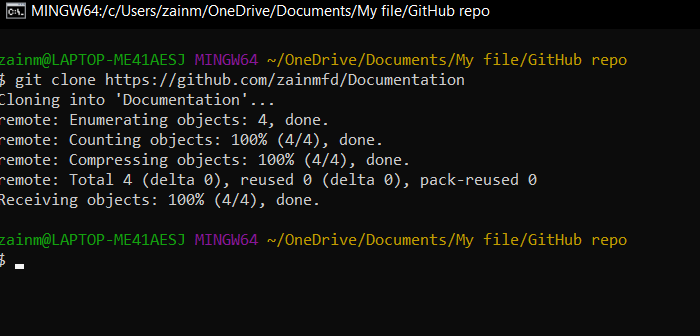 MINGW64:/c/Users/zainm/OneDrive/Documents/My file/GitHub repo
zainm@LAPTOP-ME41AESJ MINGW64 ~/OneDrive/Documents/My file/GitHub repo
$ git clone https://github.com/zainmfd/Documentation
Cloning into 'Documentation'...
remote: Enumerating objects: 4, done.
remote: Counting objects: 100% (4/4), done.
remote: Compressing objects: 100% (4/4), done.
remote: Total 4 (delta 0), reused 0 (delta 0), pack-reused 0
Receiving objects: 100% (4/4), done.
zainm@LAPTOP-ME41AESJ MINGW64 ~/OneDrive/Documents/My file/GitHub repo
$